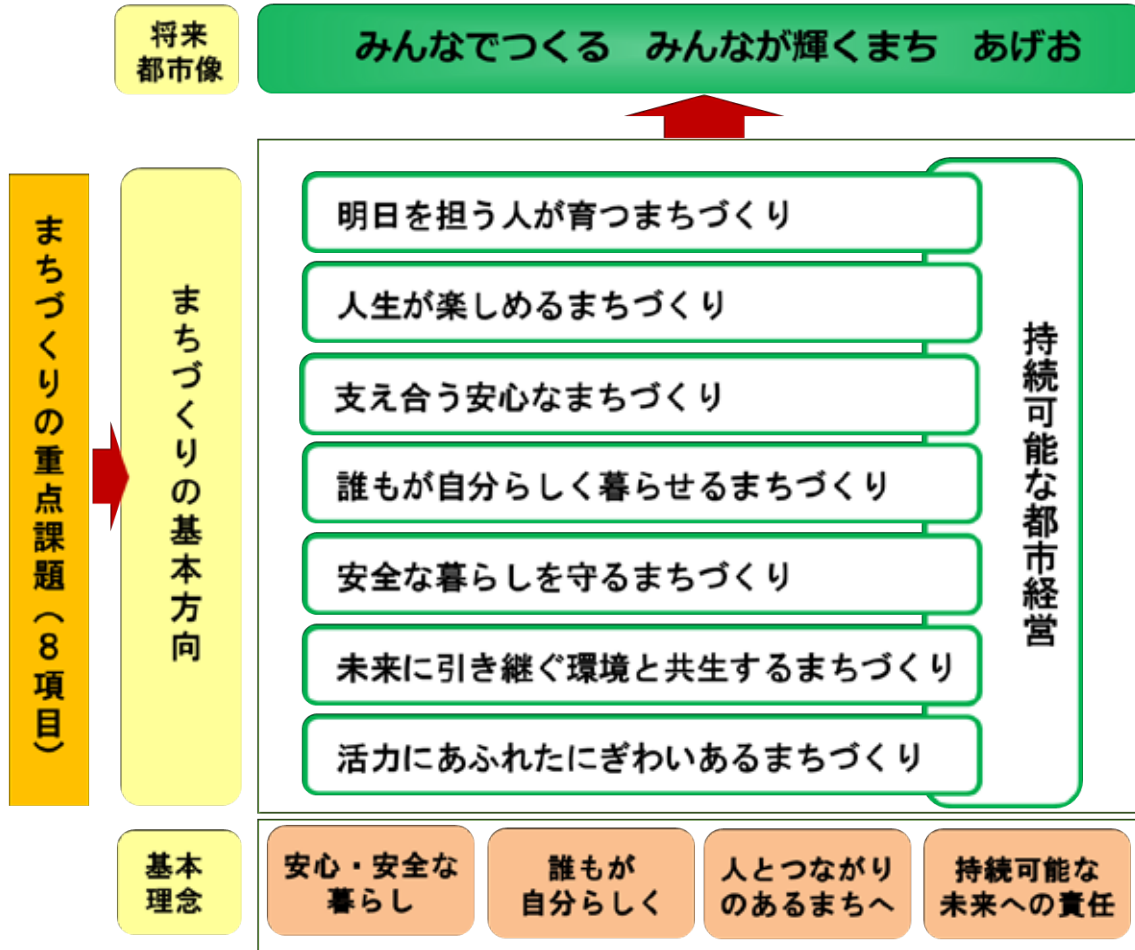 将来
都市像
みんなでつくる　みんなが輝くまち　あげお
まちづくりの重点課題（８項目）
まちづくりの基本方向
明日を担う人が育つまちづくり
人生が楽しめるまちづくり
支え合う安心なまちづくり
誰もが自分らしく暮らせるまちづくり
安全な暮らしを守るまちづくり
未来に引き継ぐ環境と共生するまちづくり
活力にあふれたにぎわいあるまちづくり
持続可能な都市経営
基本
理念
安心・安全な
暮らし
誰もが
自分らしく
人とつながり
のあるまちへ
持続可能な
未来への責任